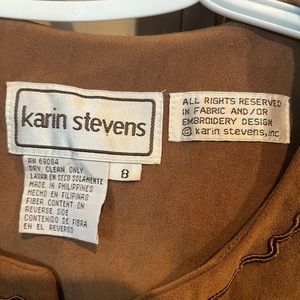 karin stevens
ALL RIGHTS RESERVED
IN FABRIC AND/OR
EMBROIDERY DESIGN
© karin stevens, inc.
RN 69064
DRY CLEAN ONLY
LAVAR EN SECO SOLAMENTE
MADE IN PHILIPPINES
HECHO EN FILIPINAS
FIBER CONTENT ON
REVERSE SIDE
CONTENIDO DE FIBRA
EN EL REVERSO
8